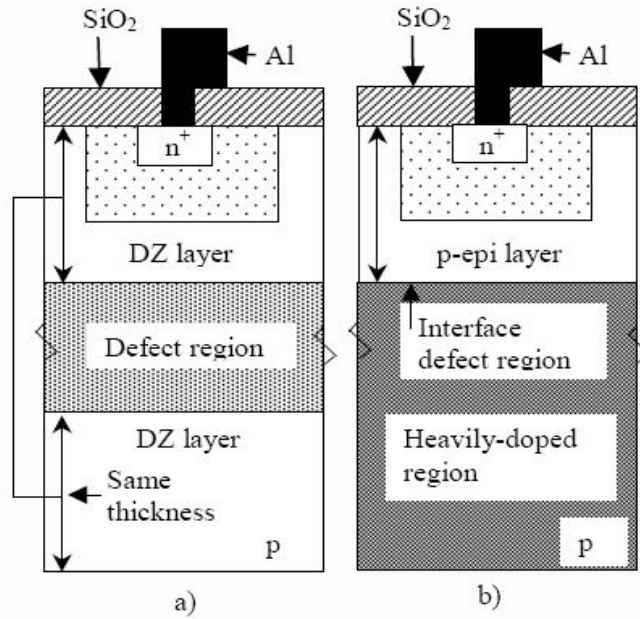 SiO₂
Al
n⁺
DZ layer
Defect region
DZ layer
Same
thickness
p
a)
SiO₂
Al
n⁺
p-epi layer
Interface
defect region
Heavily-doped
region
p
b)